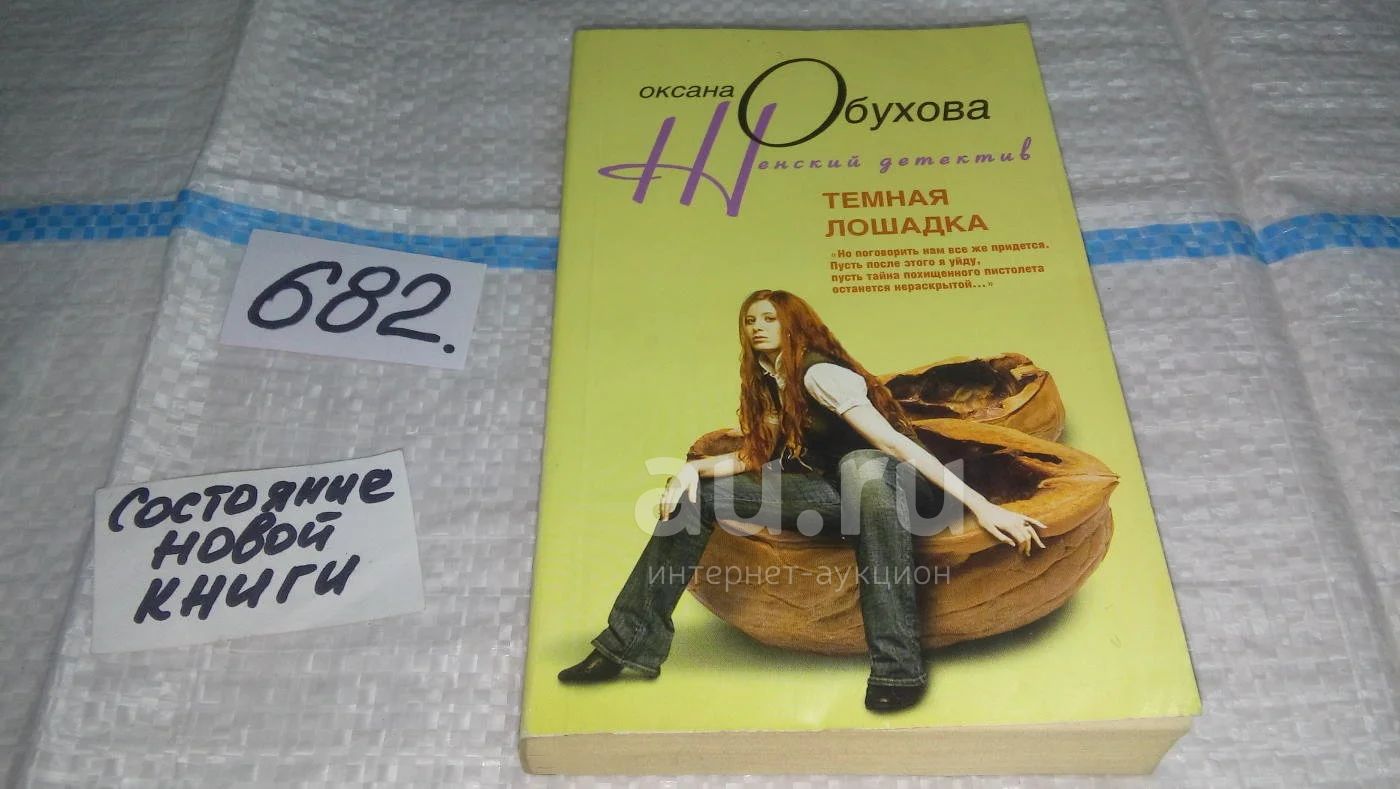 оксана Обухова
Женский детектив
ТЕМНАЯ
ЛОШАДКА
«Но поговорить нам все же придется.
Пусть после этого я уйду,
пусть тайна похищенного пистолета
останется нераскрытой...»
682.
Состояние
новой
книги
au.ru
интернет-аукцион